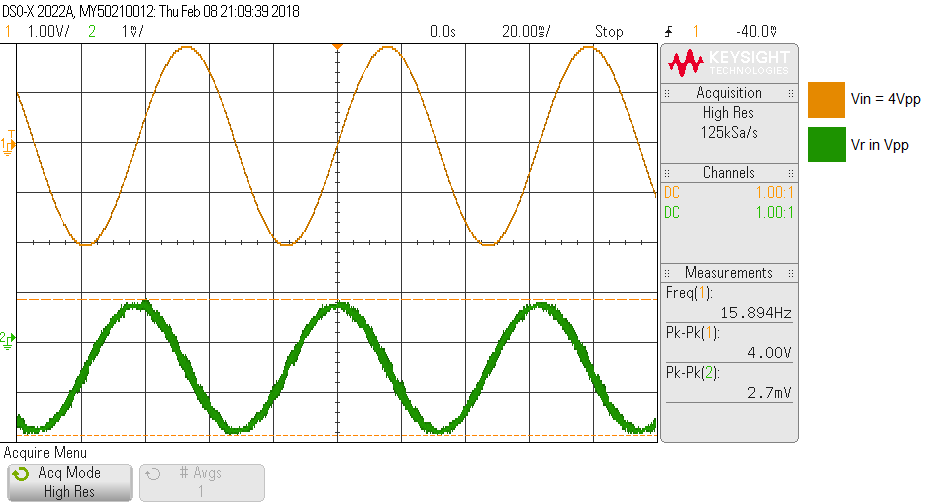 DSO-X 2022A, MY50210012: Thu Feb 08 21:09:39 2018
1 1.00V/ 2 1mV/ 0.0s 20.00ms/ Stop 1 -40.0mV
KEYSIGHT
TECHNOLOGIES
Acquisition
High Res
125kSa/s
Channels
DC 1.00:1
DC 1.00:1
Measurements
Freq(1):
15.894Hz
Pk-Pk(1):
4.00V
Pk-Pk(2):
2.7mV
Vin = 4Vpp
Vr in Vpp
T
1
2
Acquire Menu
Acq Mode
High Res
# Avgs
1